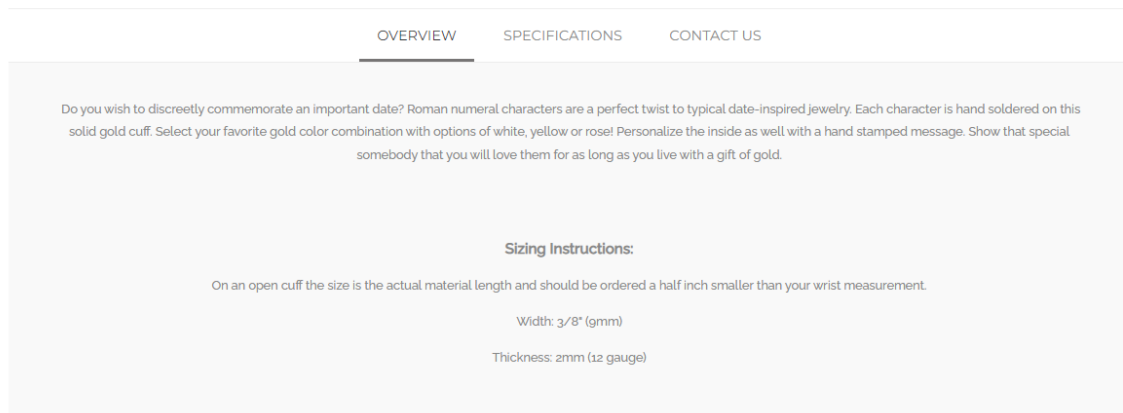 OVERVIEW SPECIFICATIONS CONTACT US
Do you wish to discreetly commemorate an important date? Roman numeral characters are a perfect twist to typical date-inspired jewelry. Each character is hand soldered on this
solid gold cuff. Select your favorite gold color combination with options of white, yellow or rose! Personalize the inside as well with a hand stamped message. Show that special
somebody that you will love them for as long as you live with a gift of gold.
Sizing Instructions:
On an open cuff the size is the actual material length and should be ordered a half inch smaller than your wrist measurement.
Width: 3/8" (9mm)
Thickness: 2mm (12 gauge)